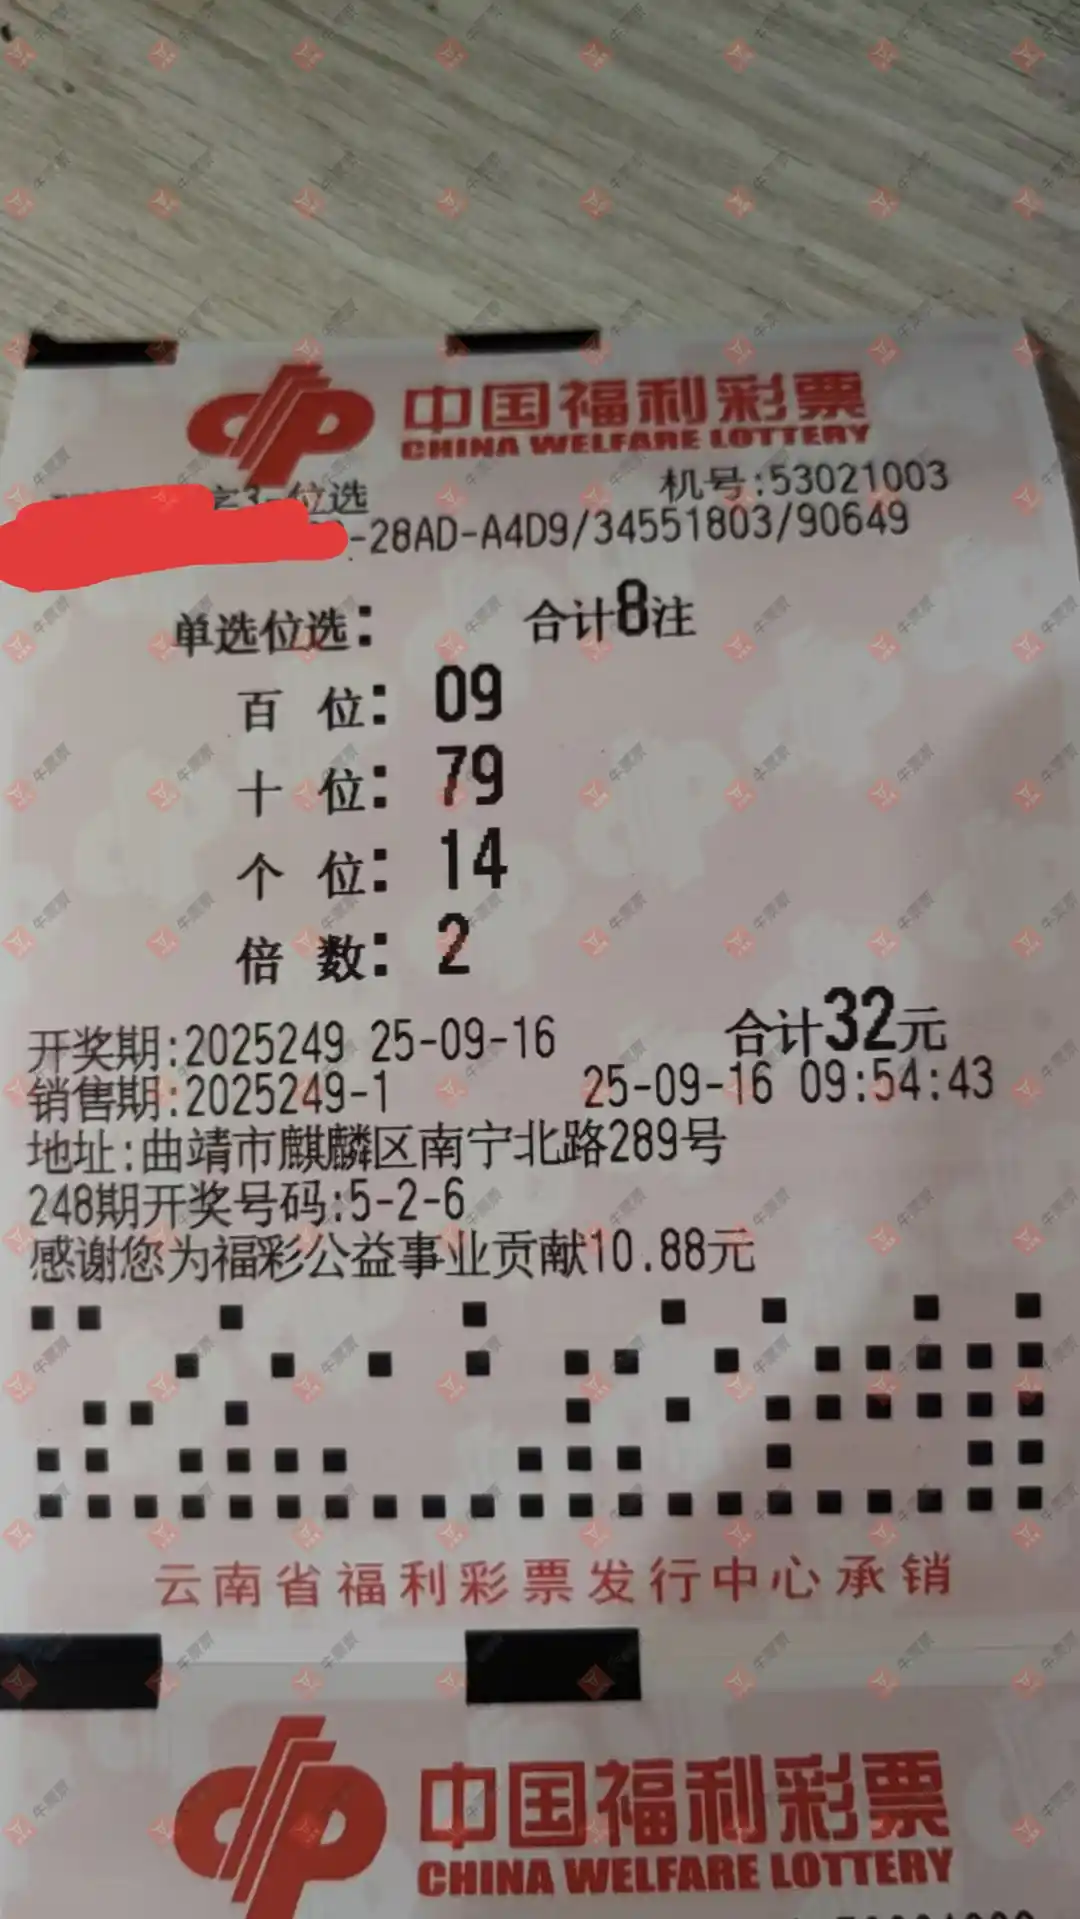 中国福利彩票
CHINA WELFARE LOTTERY
字3-位选 机号:53021003
-28AD-A4D9/34551803/90649
单选位选: 合计8注
百 位: 09
十 位: 79
个 位: 14
倍 数: 2
开奖期:2025249 25-09-16 合计32元
销售期:2025249-1 25-09-16 09:54:43
地址:曲靖市麒麟区南宁北路289号
248期开奖号码:5-2-6
感谢您为福彩公益事业贡献10.88元
云南省福利彩票发行中心承销
中国福利彩票
CHINA WELFARE LOTTERY